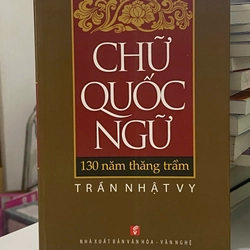 CHỮ
QUỐC
NGỮ
130 năm thăng trầm
TRẦN NHẬT VY
NHÀ XUẤT BẢN VĂN HÓA - VĂN NGHỆ